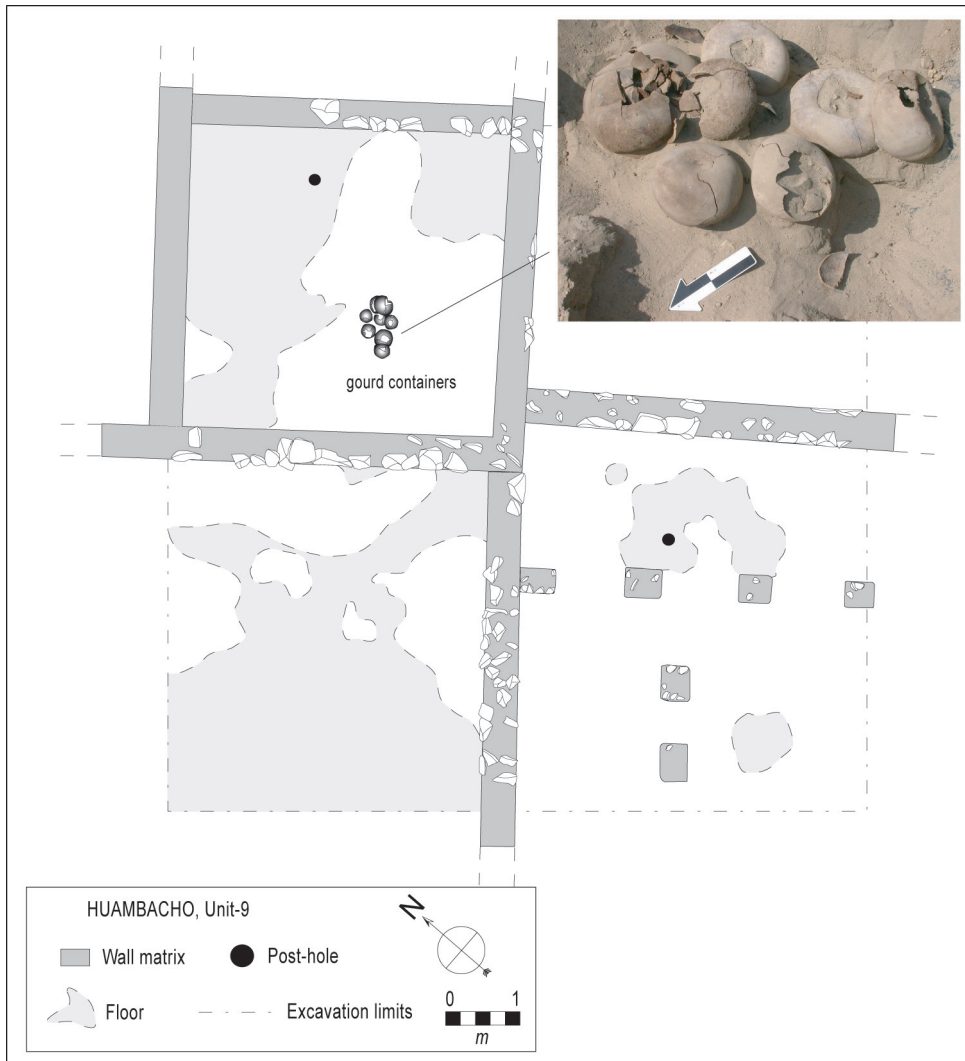 gourd containers
HUAMBACHO, Unit-9
N
Wall matrix
Post-hole
Floor
Excavation limits
0 1
m